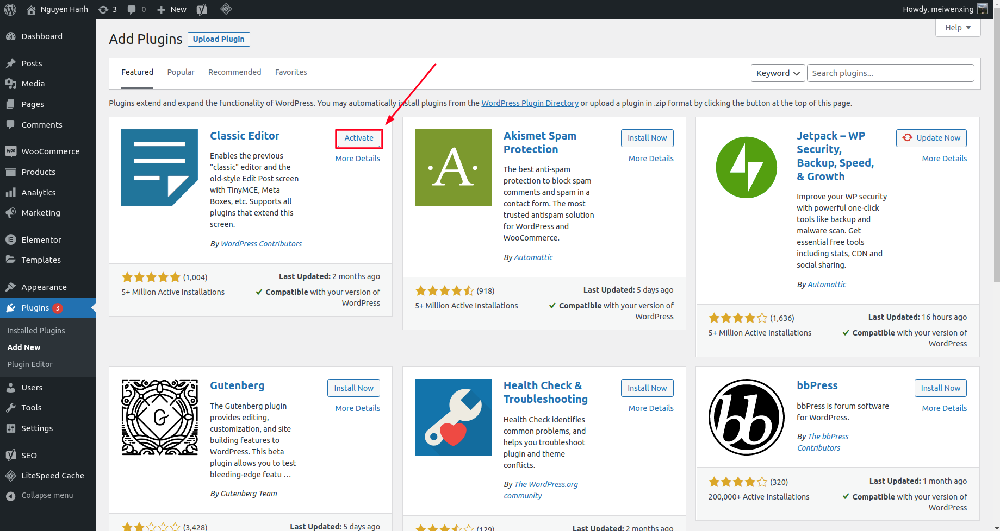 Nguyen Hanh
3
0
New
Howdy, meiwenxing
Help
Dashboard
Posts
Media
Pages
Comments
WOO
WooCommerce
Products
Analytics
Marketing
Elementor
Templates
Appearance
Plugins 3
Installed Plugins
Add New
Plugin Editor
Users
Tools
Settings
SEO
LiteSpeed Cache
Collapse menu
Add Plugins
Upload Plugin
Featured
Popular
Recommended
Favorites
Keyword
Search plugins...
Plugins extend and expand the functionality of WordPress. You may automatically install plugins from the WordPress Plugin Directory or upload a plugin in .zip format by clicking the button at the top of this page.
Classic Editor
Activate
More Details
Enables the previous
"classic" editor and the
old-style Edit Post screen
with TinyMCE, Meta
Boxes, etc. Supports all
plugins that extend this
screen.
By WordPress Contributors
(1,004)
5+ Million Active Installations
Last Updated: 2 months ago
Compatible with your version of
WordPress
A
Akismet Spam
Protection
Install Now
More Details
The best anti-spam
protection to block spam
comments and spam in a
contact form. The most
trusted antispam solution
for WordPress and
WooCommerce.
By Automattic
(918)
5+ Million Active Installations
Last Updated: 5 days ago
Compatible with your version of
WordPress
Jetpack – WP
Security,
Backup, Speed,
& Growth
Update Now
More Details
Improve your WP security
with powerful one-click
tools like backup and
malware scan. Get
essential free tools
including stats, CDN and
social sharing.
By Automattic
(1,636)
5+ Million Active Installations
Last Updated: 16 hours ago
Compatible with your version of
WordPress
G
Gutenberg
Install Now
More Details
The Gutenberg plugin
provides editing,
customization, and site
building features to
WordPress. This beta
plugin allows you to test
bleeding-edge featu …
By Gutenberg Team
(3,428)
Last Updated: 5 days ago
Health Check &
Troubleshooting
Install Now
More Details
Health Check identifies
common problems, and
helps you troubleshoot
plugin and theme
conflicts.
By The WordPress.org
community
(129)
Last Updated: 2 months ago
bb
bbPress
Install Now
More Details
bbPress is forum software
for WordPress.
By The bbPress
Contributors
(320)
200,000+ Active Installations
Last Updated: 1 month ago
Compatible with your version of
WordPress